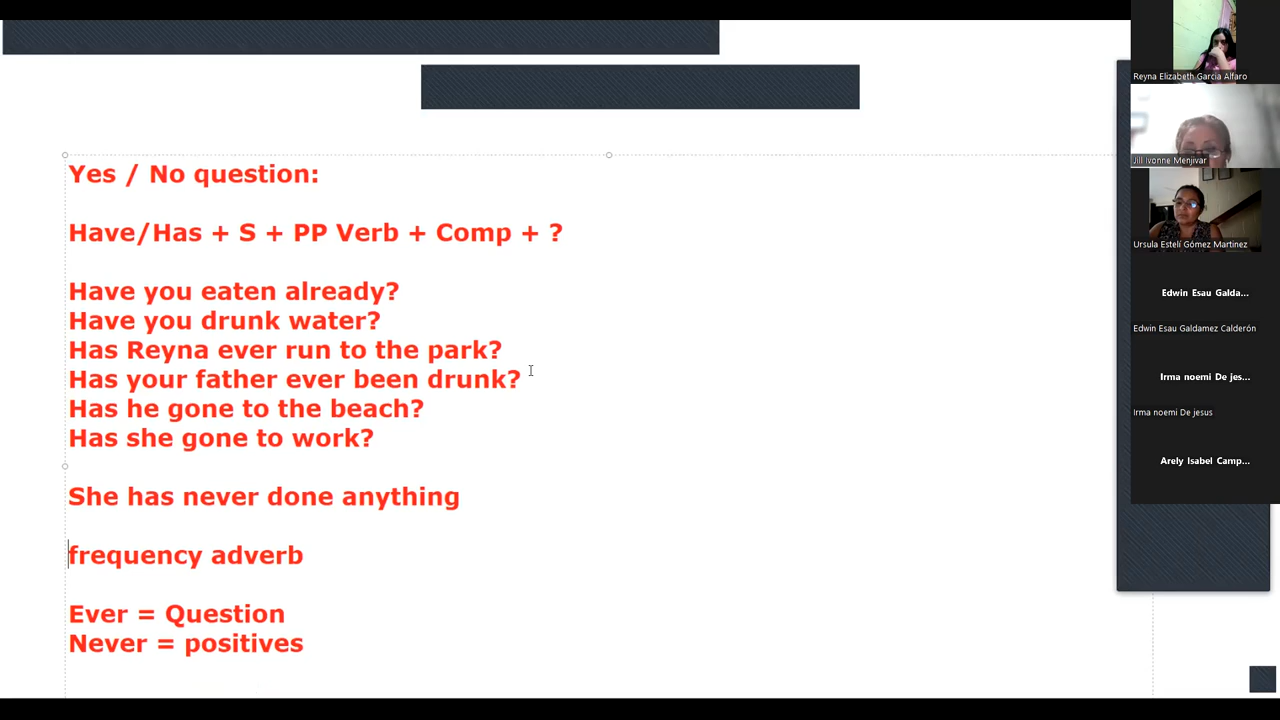 Yes / No question:
Have/Has + S + PP Verb + Comp + ?
Have you eaten already?
Have you drunk water?
Has Reyna ever run to the park?
Has your father ever been drunk?
Has he gone to the beach?
Has she gone to work?
She has never done anything
frequency adverb
Ever = Question
Never = positives
Reyna Elizabeth Garcia Alfaro
Jill Ivonne Menjivar
Ursula Estelí Gómez Martinez
Edwin Esau Galda...
Edwin Esau Galdamez Calderón
Irma noemi De jes...
Irma noemi De jesus
Arely Isabel Camp...